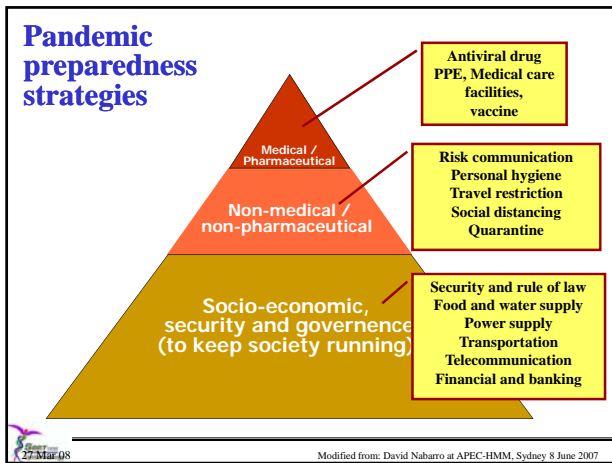 Pandemic
preparedness
strategies
Antiviral drug
PPE, Medical care
facilities,
vaccine
Medical /
Pharmaceutical
Risk communication
Personal hygiene
Travel restriction
Social distancing
Quarantine
Non-medical /
non-pharmaceutical
Security and rule of law
Food and water supply
Power supply
Transportation
Telecommunication
Financial and banking
Socio-economic,
security and governence
(to keep society running)
27 Mar 08
Modified from: David Nabarro at APEC-HMM, Sydney 8 June 2007